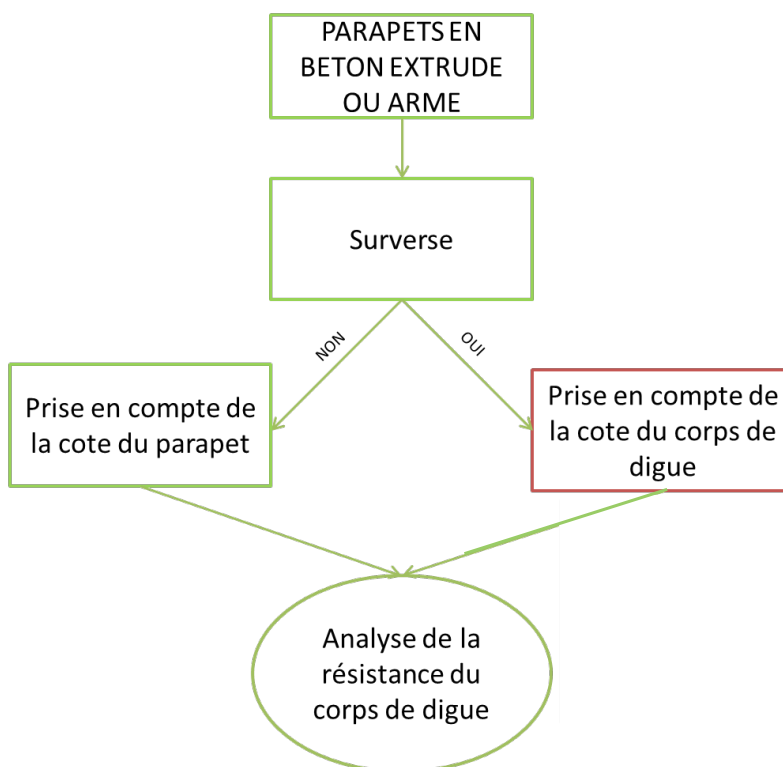 PARAPETS EN
BETON EXTRUDE
OU ARME
Surverse
NON
OUI
Prise en compte de
la cote du parapet
Prise en compte de
la cote du corps de
digue
Analyse de la
résistance du
corps de digue